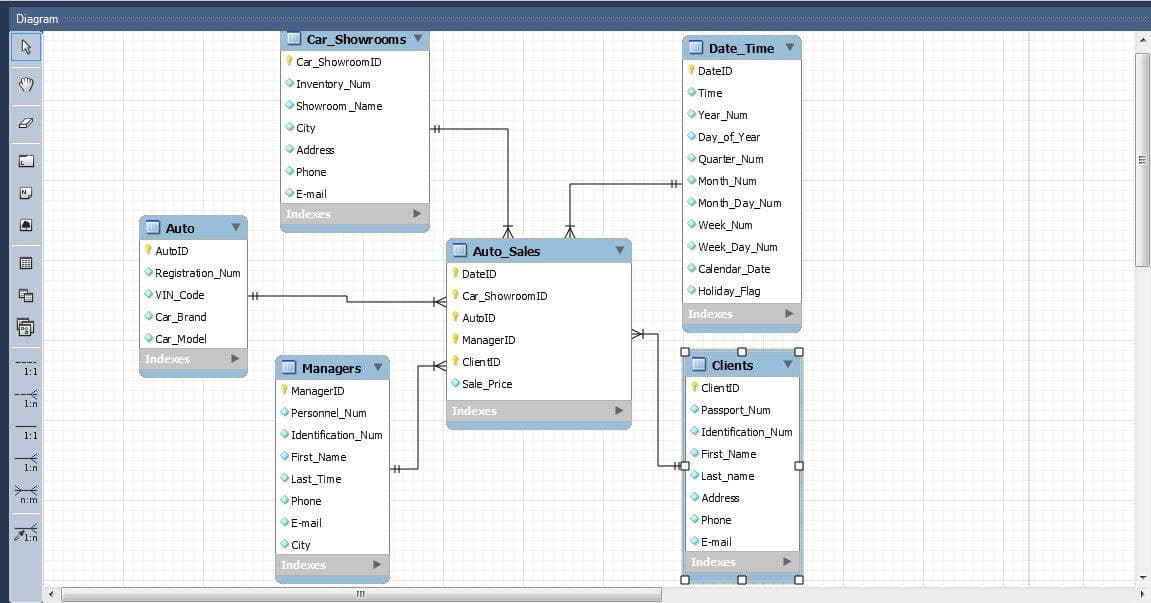 Diagram
Car_Showrooms
Car_ShowroomID
Inventory_Num
Showroom_Name
City
Address
Phone
E-mail
Indexes
Date_Time
DateID
Time
Year_Num
Day_of_Year
Quarter_Num
Month_Num
Month_Day_Num
Week_Num
Week_Day_Num
Calendar_Date
Holiday_Flag
Indexes
Auto
AutoID
Registration_Num
VIN_Code
Car_Brand
Car_Model
Indexes
Auto_Sales
DateID
Car_ShowroomID
AutoID
ManagerID
ClientID
Sale_Price
Indexes
Managers
ManagerID
Personnel_Num
Identification_Num
First_Name
Last_Time
Phone
E-mail
City
Indexes
Clients
ClientID
Passport_Num
Identification_Num
First_Name
Last_name
Address
Phone
E-mail
Indexes
1:1
1:n
1:1
1:n
n:m
1:n